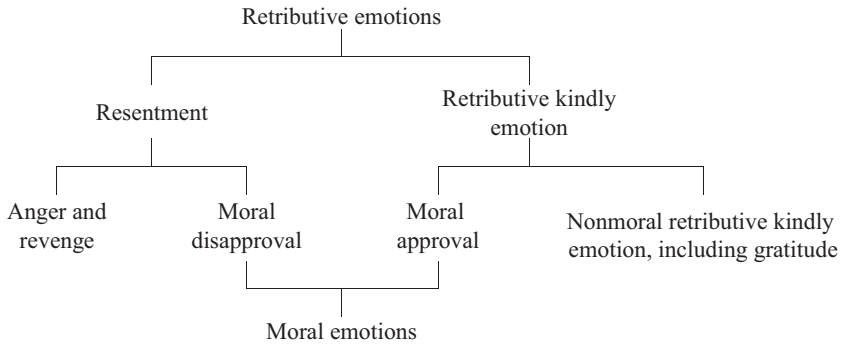 Retributive emotions
Resentment
Retributive kindly
emotion
Anger and
revenge
Moral
disapproval
Moral
approval
Nonmoral retributive kindly
emotion, including gratitude
Moral emotions